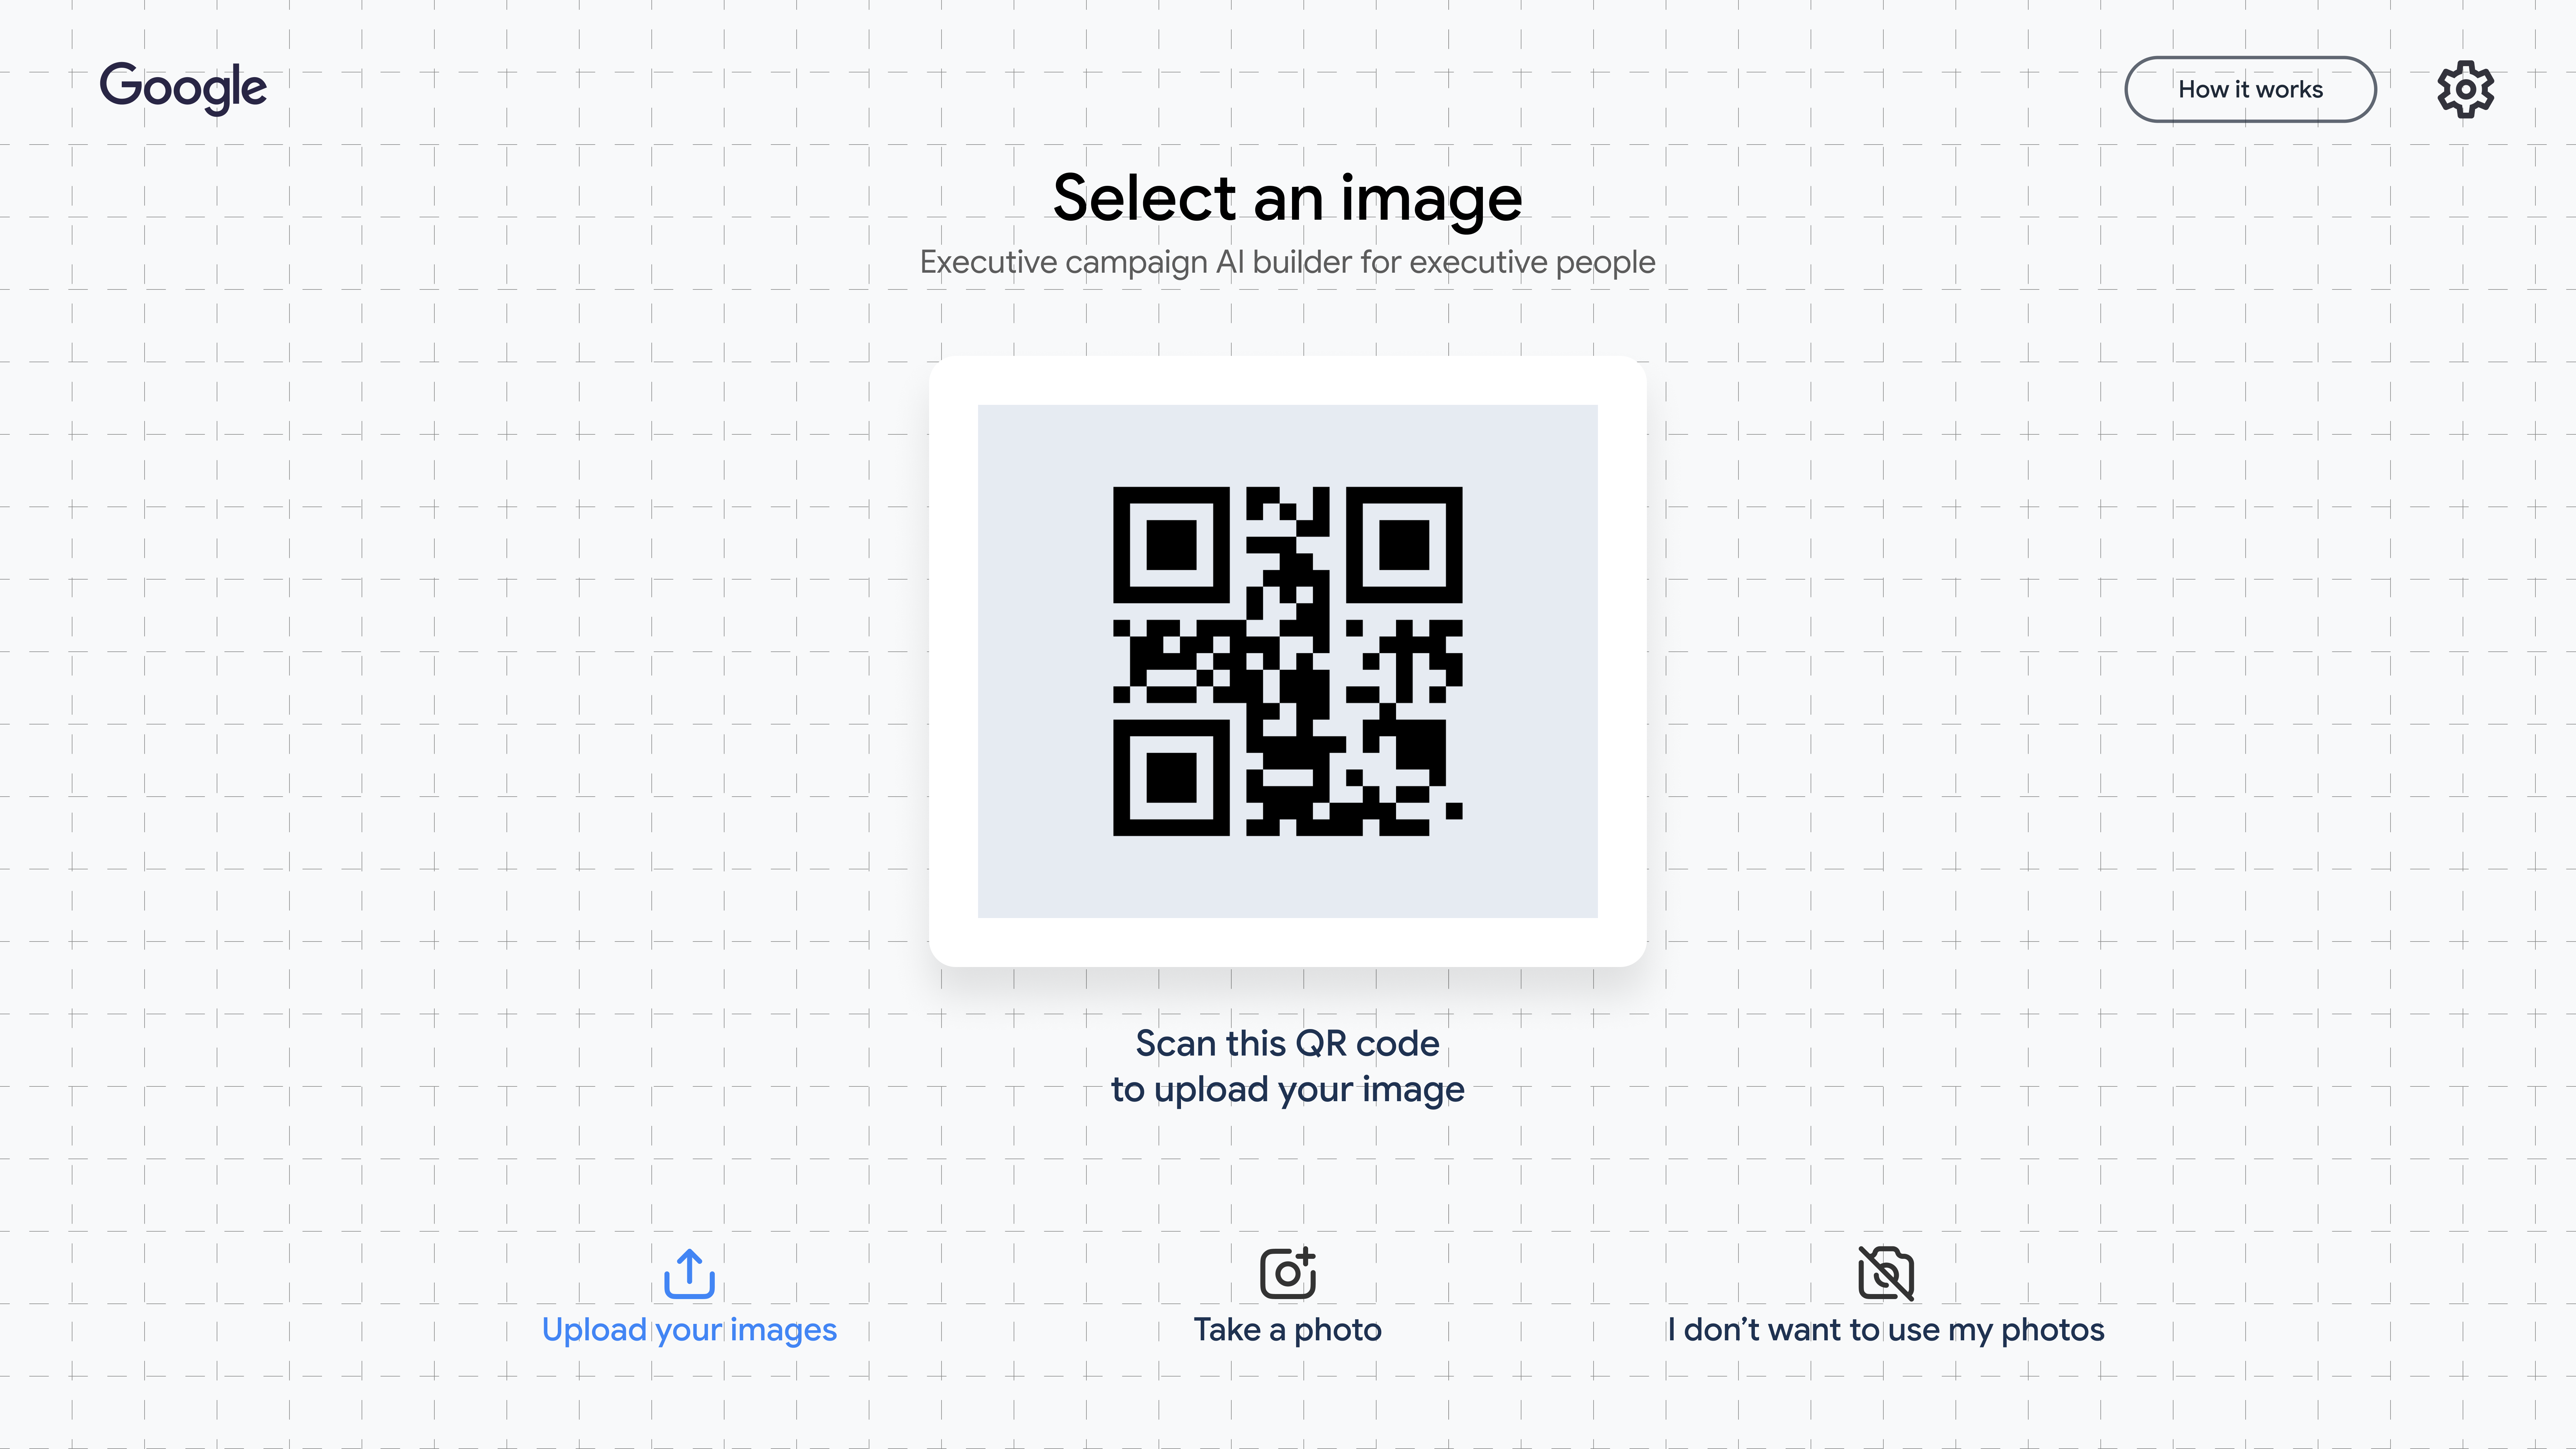 Google
How it works
Select an image
Executive campaign AI builder for executive people
Scan this QR code
to upload your image
Upload your images
Take a photo
I don’t want to use my photos